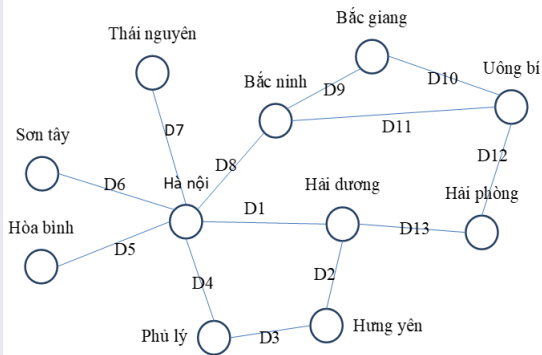 Bắc giang
Thái nguyên
Uông bí
Bắc ninh
D9
D10
D11
D7
Sơn tây
D12
D8
D6
Hà nội
Hải dương
Hải phòng
D1
Hòa bình
D13
D5
D4
D2
Phủ lý
D3
Hưng yên